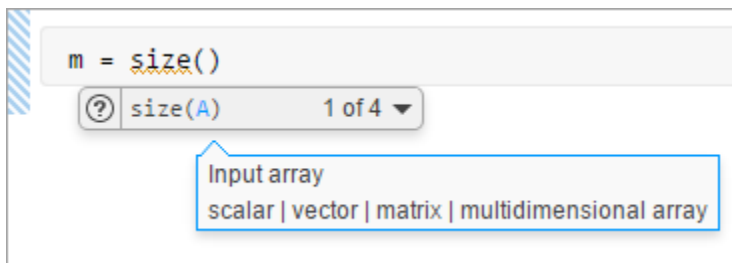 m = size()
size(A) 1 of 4
Input array
scalar | vector | matrix | multidimensional array